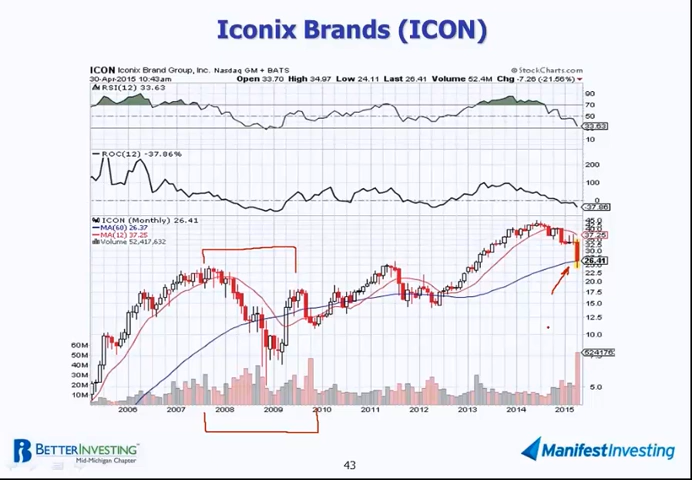 Iconix Brands (ICON)
ICON Iconix Brand Group, Inc. Nasdaq GM + BATS
© StockCharts.com
30-Apr-2015 10:43am
Open 33.70 High 34.97 Low 24.11 Last 26.41 Volume 52.4M Chg -7.26 (-21.56%)
RSI(12) 33.63
90
70
50
33.63
10
ROC(12) -37.86%
200
100
0
-37.86
ICON (Monthly) 26.41
MA(60) 26.37
MA(12) 37.25
Volume 52,417,632
45.0
37.25
26.41
22.5
20.0
17.5
15.0
12.5
10.0
7.5
5.0
60M
50M
40M
30M
20M
10M
2006 2007 2008 2009 2010 2011 2012 2013 2014 2015
BETTERINVESTING™
Mid-Michigan Chapter
43
ManifestInvesting